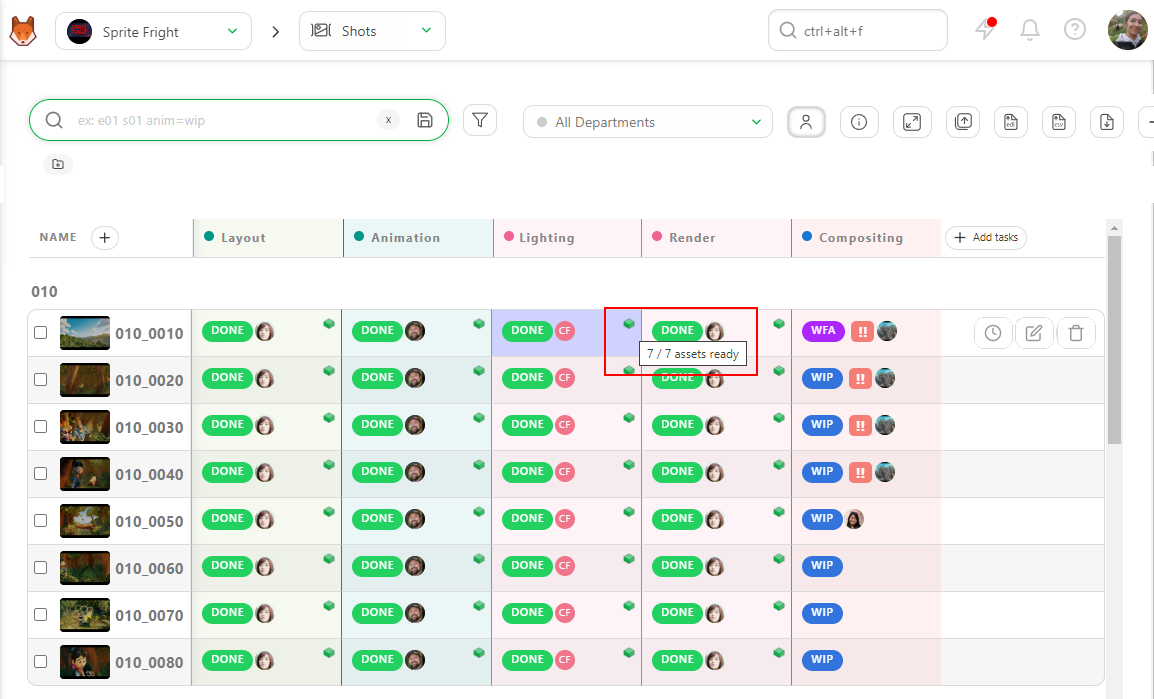 Sprite Fright
Shots
ctrl+alt+f
ex: e01 s01 anim=wip
x
All Departments
edl
csv
NAME
Layout
Animation
Lighting
Render
Compositing
Add tasks
010
010_0010 DONE DONE DONE CF DONE WFA !!
7 / 7 assets ready
010_0020 DONE DONE DONE CF DONE WIP !!
010_0030 DONE DONE DONE CF DONE WIP !!
010_0040 DONE DONE DONE CF DONE WIP !!
010_0050 DONE DONE DONE CF DONE WIP
010_0060 DONE DONE DONE CF DONE WIP
010_0070 DONE DONE DONE CF DONE WIP
010_0080 DONE DONE DONE CF DONE WIP